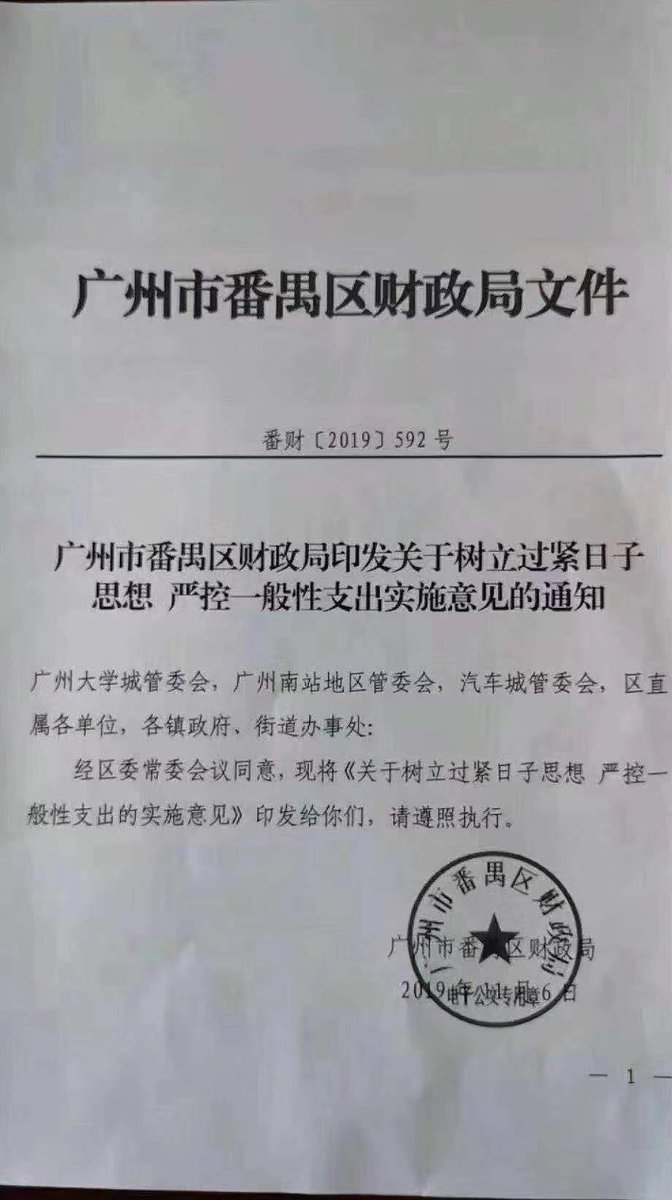 广州市番禺区财政局文件
番财〔2019〕592 号
广州市番禺区财政局印发关于树立过紧日子
思想 严控一般性支出实施意见的通知
广州大学城管委会，广州南站地区管委会，汽车城管委会，区直
属各单位，各镇政府、街道办事处：
经区委常委会议同意，现将《关于树立过紧日子思想 严控一
般性支出的实施意见》印发给你们，请遵照执行。
广州市番禺区财政局
广州市番禺区财政局
2019 年 11 月 6 日
电子公文专用章
— 1 —